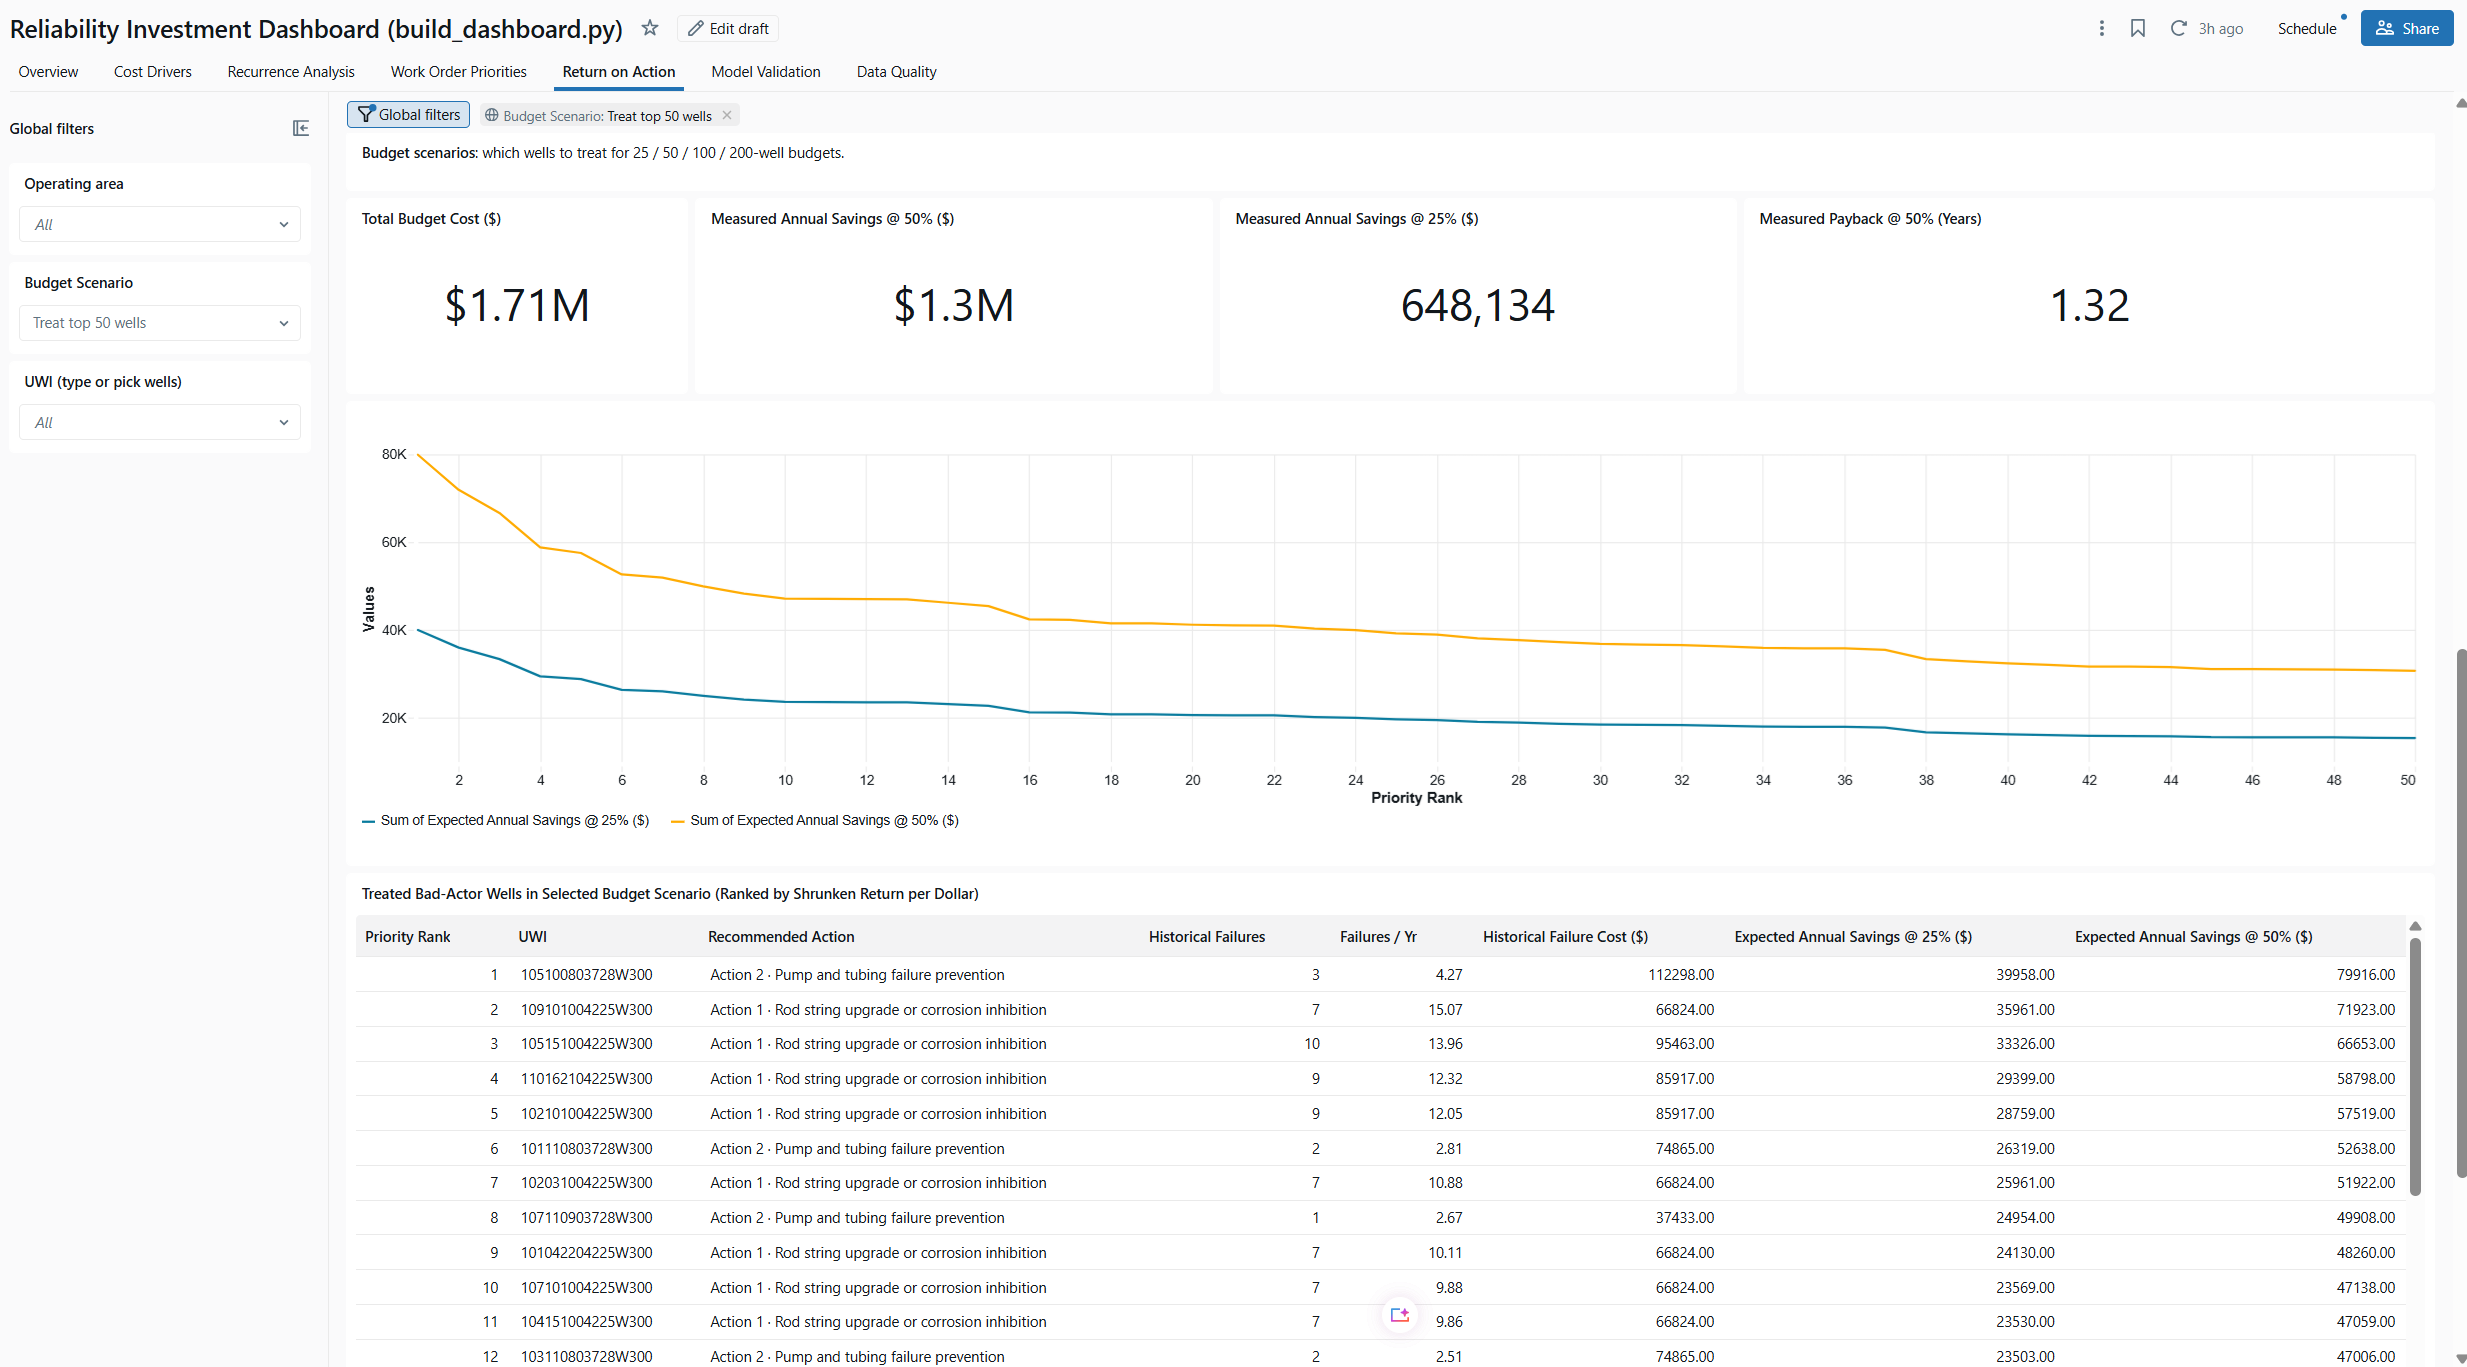 Reliability Investment Dashboard (build_dashboard.py) Edit draft 3h ago Schedule Share
Overview Cost Drivers Recurrence Analysis Work Order Priorities Return on Action Model Validation Data Quality
Global filters
Operating area
All
Budget Scenario
Treat top 50 wells
UWI (type or pick wells)
All
Global filters Budget Scenario: Treat top 50 wells
Budget scenarios: which wells to treat for 25 / 50 / 100 / 200-well budgets.
Total Budget Cost ($)
$1.71M
Measured Annual Savings @ 50% ($)
$1.3M
Measured Annual Savings @ 25% ($)
648,134
Measured Payback @ 50% (Years)
1.32
Values
80K
60K
40K
20K
2 4 6 8 10 12 14 16 18 20 22 24 26 28 30 32 34 36 38 40 42 44 46 48 50
Priority Rank
Sum of Expected Annual Savings @ 25% ($) Sum of Expected Annual Savings @ 50% ($)
Treated Bad-Actor Wells in Selected Budget Scenario (Ranked by Shrunken Return per Dollar)
Priority Rank UWI Recommended Action Historical Failures Failures / Yr Historical Failure Cost ($) Expected Annual Savings @ 25% ($) Expected Annual Savings @ 50% ($)
1 105100803728W300 Action 2 · Pump and tubing failure prevention 3 4.27 112298.00 39958.00 79916.00
2 109101004225W300 Action 1 · Rod string upgrade or corrosion inhibition 7 15.07 66824.00 35961.00 71923.00
3 105151004225W300 Action 1 · Rod string upgrade or corrosion inhibition 10 13.96 95463.00 33326.00 66653.00
4 110162104225W300 Action 1 · Rod string upgrade or corrosion inhibition 9 12.32 85917.00 29399.00 58798.00
5 102101004225W300 Action 1 · Rod string upgrade or corrosion inhibition 9 12.05 85917.00 28759.00 57519.00
6 101110803728W300 Action 2 · Pump and tubing failure prevention 2 2.81 74865.00 26319.00 52638.00
7 102031004225W300 Action 1 · Rod string upgrade or corrosion inhibition 7 10.88 66824.00 25961.00 51922.00
8 107110903728W300 Action 2 · Pump and tubing failure prevention 1 2.67 37433.00 24954.00 49908.00
9 101042204225W300 Action 1 · Rod string upgrade or corrosion inhibition 7 10.11 66824.00 24130.00 48260.00
10 107101004225W300 Action 1 · Rod string upgrade or corrosion inhibition 7 9.88 66824.00 23569.00 47138.00
11 104151004225W300 Action 1 · Rod string upgrade or corrosion inhibition 7 9.86 66824.00 23530.00 47059.00
12 103110803728W300 Action 2 · Pump and tubing failure prevention 2 2.51 74865.00 23503.00 47006.00